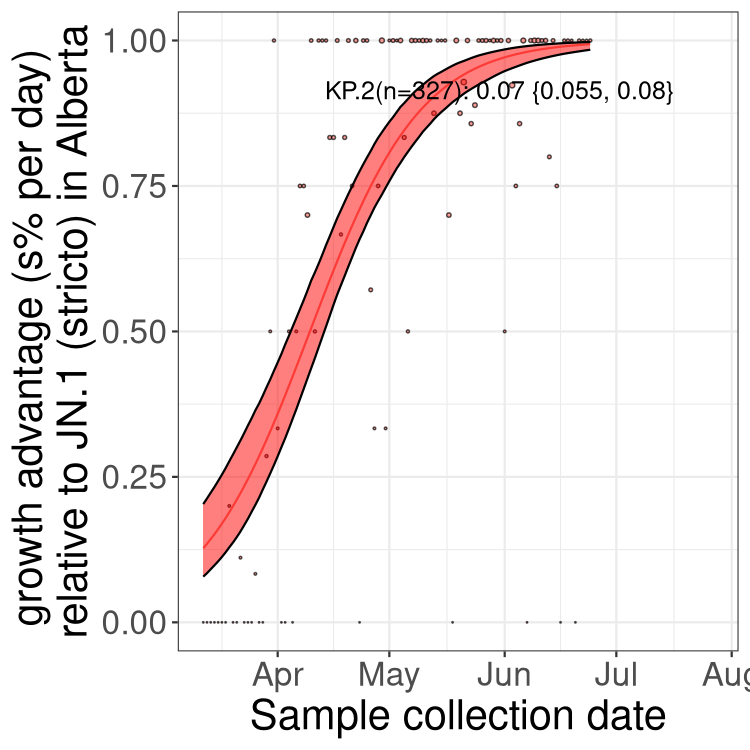 growth advantage (s% per day)
relative to JN.1 (stricto) in Alberta
1.00
0.75
0.50
0.25
0.00
KP.2(n=327): 0.07 {0.055, 0.08}
Apr May Jun Jul Aug
Sample collection date